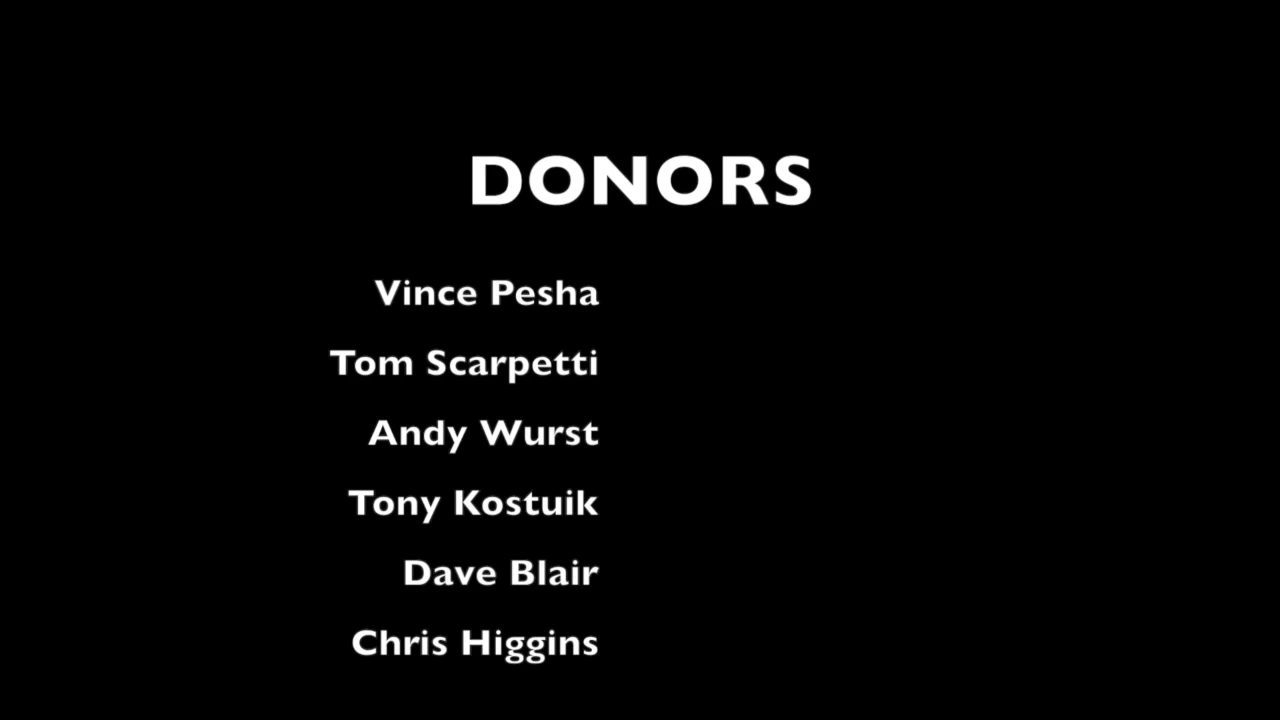 DONORS
Vince Pesha
Tom Scarpetti
Andy Wurst
Tony Kostuik
Dave Blair
Chris Higgins